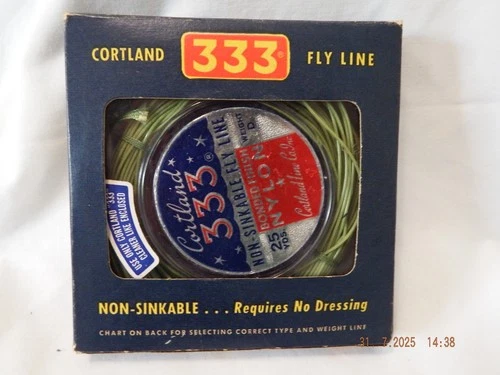 CORTLAND 333® FLY LINE
Cortland
333®
NON-SINKABLE FLY LINE
BONDED FINISH
NYLON
WEIGHT D
25 YDS.
Cortland Line Co. Inc.
USE ONLY CORTLAND "333"
CLEANER LIKE ENCLOSED
NON-SINKABLE . . . Requires No Dressing
CHART ON BACK FOR SELECTING CORRECT TYPE AND WEIGHT LINE
31. 7.2025 14:38